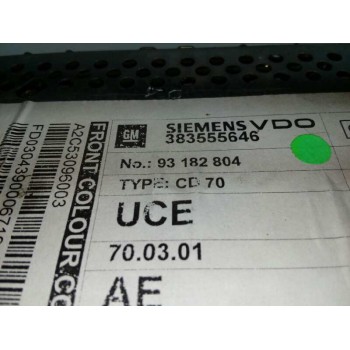 GM
SIEMENS VDO
383555646
No.: 93 182 804
TYPE: CD 70
UCE
70.03.01
AE
FRONT.COLOUR.CO
A2C53096003